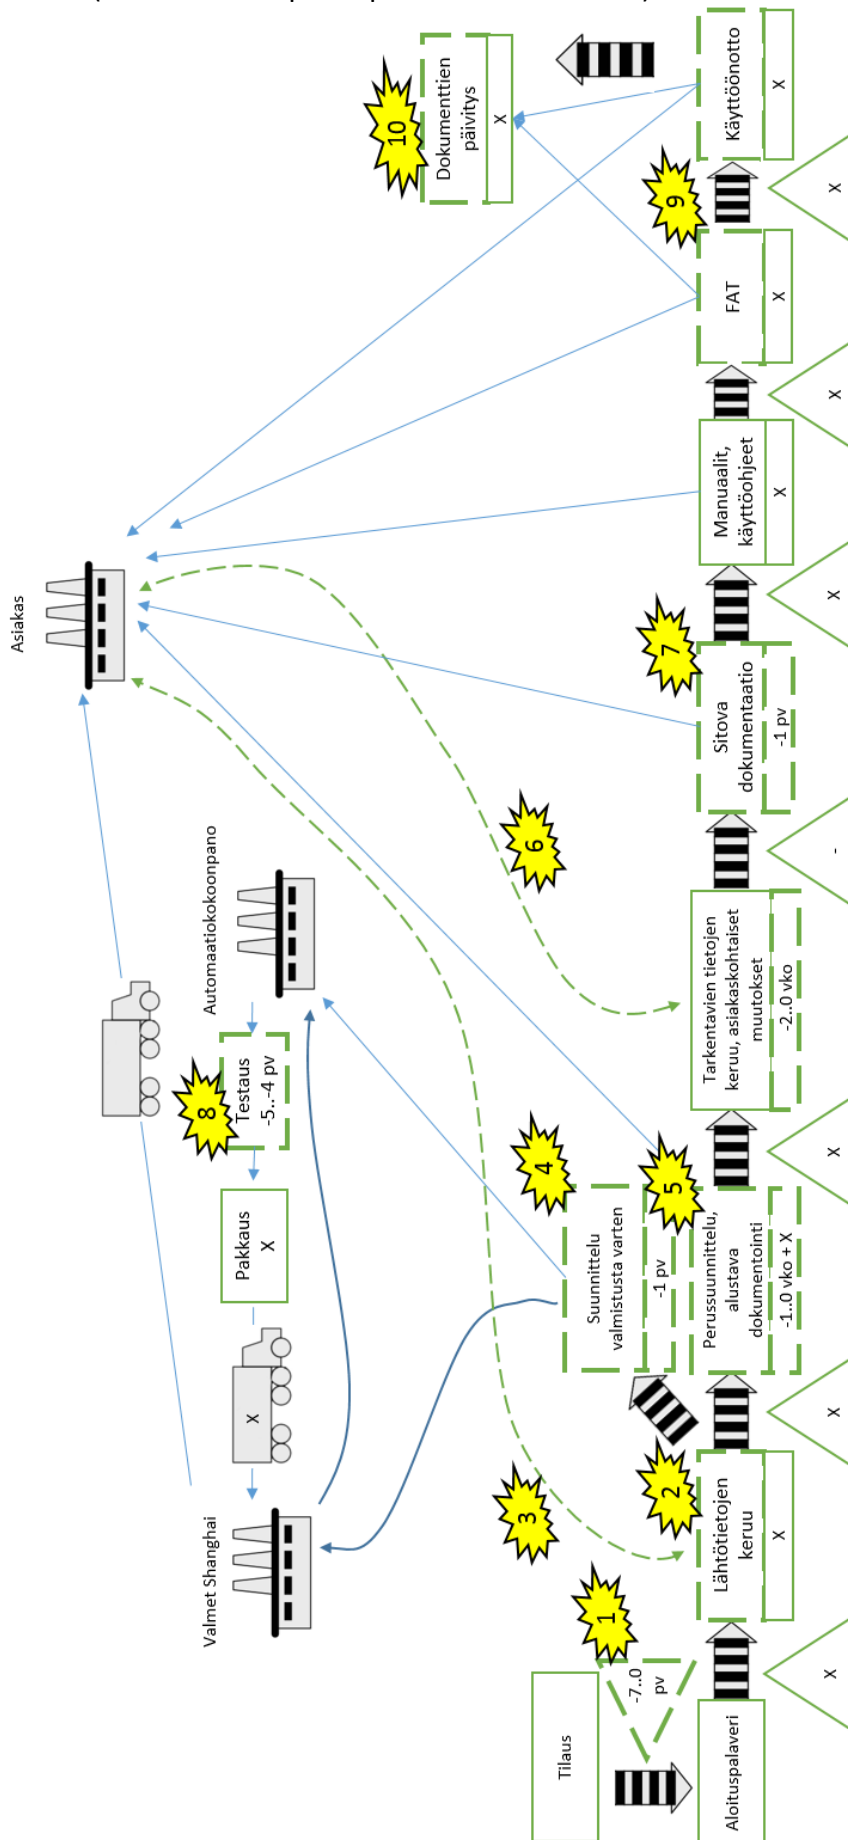 Asiakas
Valmet Shanghai
Automaatiokokoonpano
X
Pakkaus
X
8
Testaus
-5..-4 pv
10
Dokumenttien
päivitys
X
Tilaus
1
-7..0
pv
3
4
6
Suunnittelu
valmistusta varten
-1 pv
Aloituspalaveri
2
Lähtötietojen
keruu
X
5
Perussuunnittelu,
alustava
dokumentointi
-1..0 vko + X
Tarkentavien tietojen
keruu, asiakaskohtaiset
muutokset
-2..0 vko
7
Sitova
dokumentaatio
-1 pv
Manuaalit,
käyttöohjeet
X
FAT
X
9
Käyttöönotto
X
X
X
X
-
X
X
X